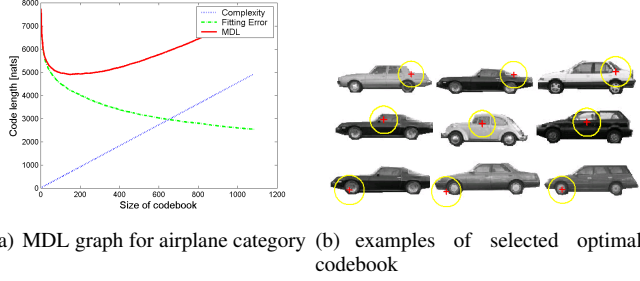 8000
7000
6000
5000
4000
3000
2000
1000
0
0 200 400 600 800 1000 1200
Code length [nats]
Size of codebook
Complexity
Fitting Error
MDL
a) MDL graph for airplane category
(b) examples of selected optimal
codebook